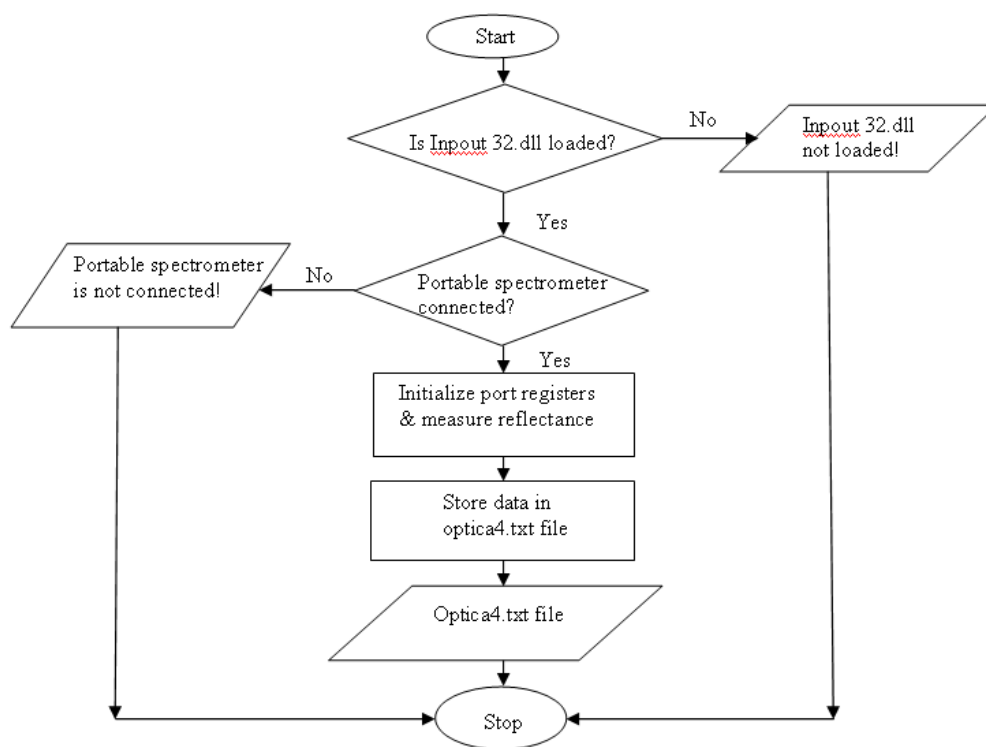 Start
Is Inpout 32.dll loaded?
No
Inpout 32.dll
not loaded!
Yes
Portable spectrometer
is not connected!
No
Portable spectrometer
connected?
Yes
Initialize port registers
& measure reflectance
Store data in
optica4.txt file
Optica4.txt file
Stop